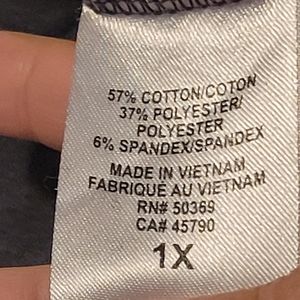 57% COTTON/COTON
37% POLYESTER/
POLYESTER
6% SPANDEX/SPANDEX
MADE IN VIETNAM
FABRIQUÉ AU VIETNAM
RN# 50369
CA# 45790
1X